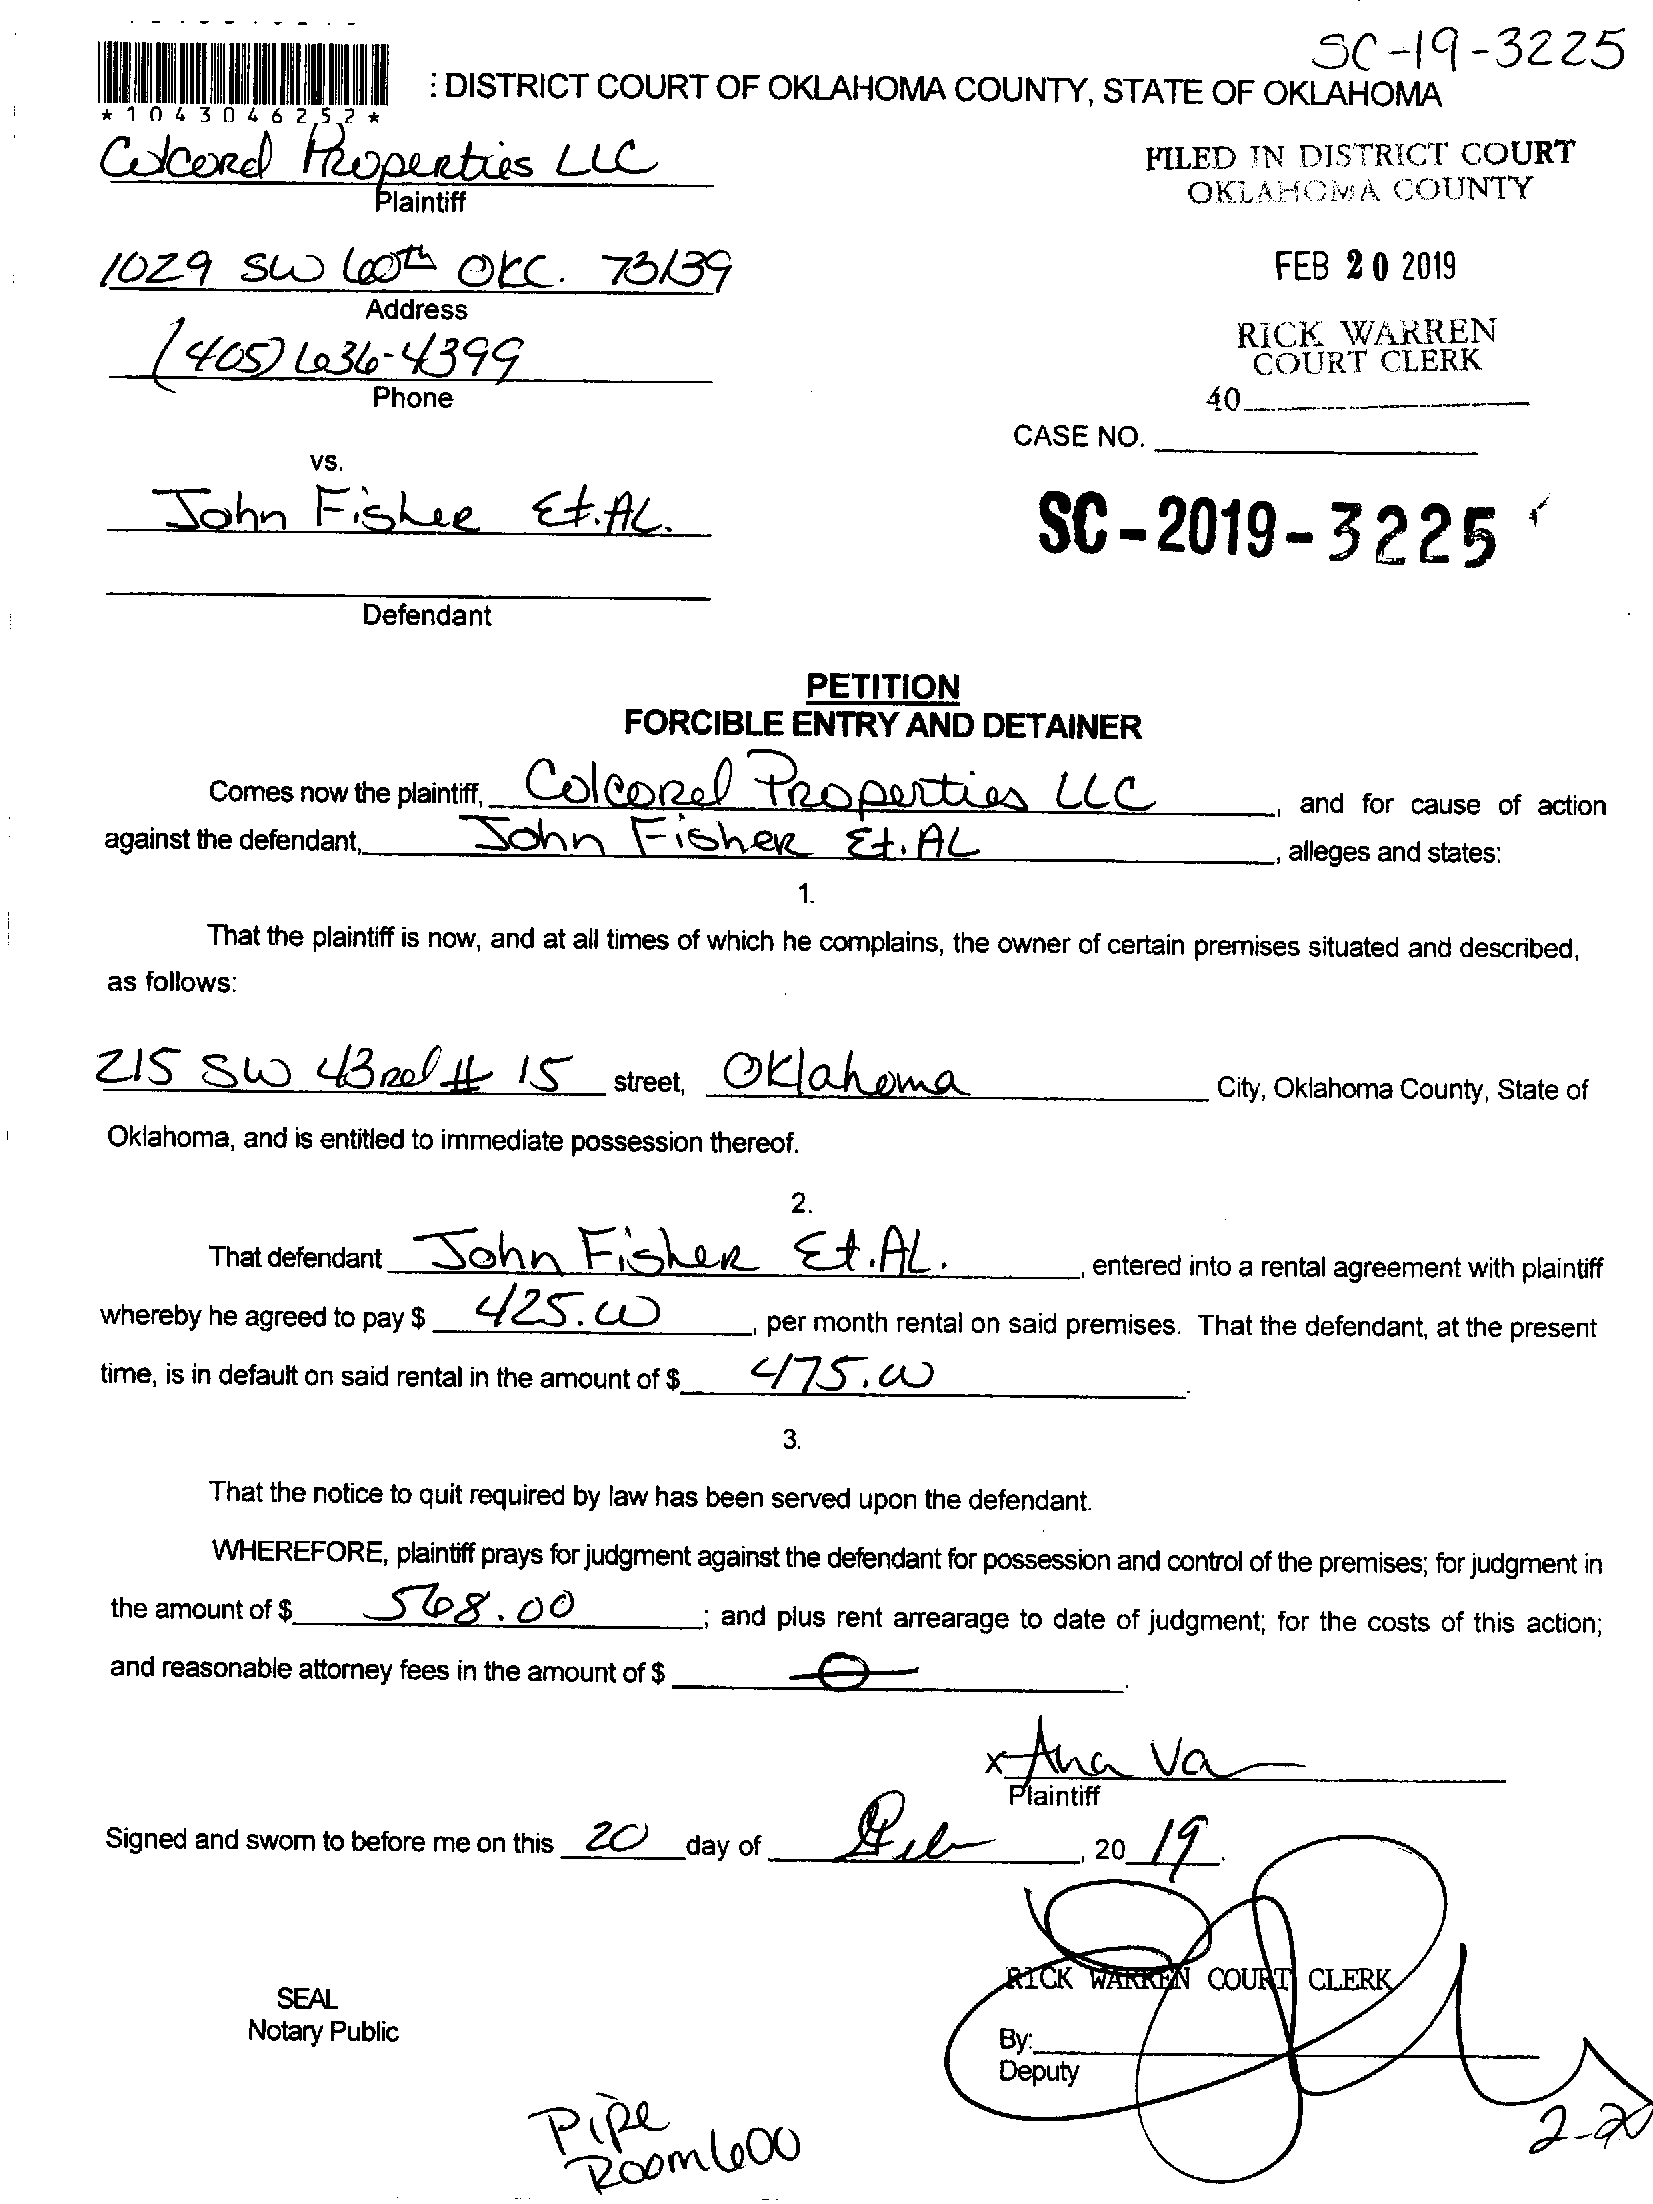 SC-19-3225
: DISTRICT COURT OF OKLAHOMA COUNTY, STATE OF OKLAHOMA
*1043046252*
Colcord Properties LLC
Plaintiff
FILED IN DISTRICT COURT
OKLAHOMA COUNTY
1029 SW 60th OKC. 73139
Address
FEB 20 2019
(405) 636-4399
Phone
RICK WARREN
COURT CLERK
40
CASE NO.
vs.
John Fisher Et.AL.
SC-2019-3225
Defendant
PETITION
FORCIBLE ENTRY AND DETAINER
Comes now the plaintiff, Colcord Properties LLC, and for cause of action
against the defendant, John Fisher Et.AL, alleges and states:
1.
That the plaintiff is now, and at all times of which he complains, the owner of certain premises situated and described,
as follows:
215 SW 43rd # 15 street, Oklahoma City, Oklahoma County, State of
Oklahoma, and is entitled to immediate possession thereof.
2.
That defendant John Fisher Et.AL., entered into a rental agreement with plaintiff
whereby he agreed to pay $ 425.00, per month rental on said premises. That the defendant, at the present
time, is in default on said rental in the amount of $ 475.00.
3.
That the notice to quit required by law has been served upon the defendant.
WHEREFORE, plaintiff prays for judgment against the defendant for possession and control of the premises; for judgment in
the amount of $ 568.00; and plus rent arrearage to date of judgment; for the costs of this action;
and reasonable attorney fees in the amount of $ 0.
x Ana Va
Plaintiff
Signed and sworn to before me on this 20 day of Feb, 2019.
RICK WARREN COURT CLERK
SEAL
Notary Public
By:
Deputy
2-20
Pipe
Room 600